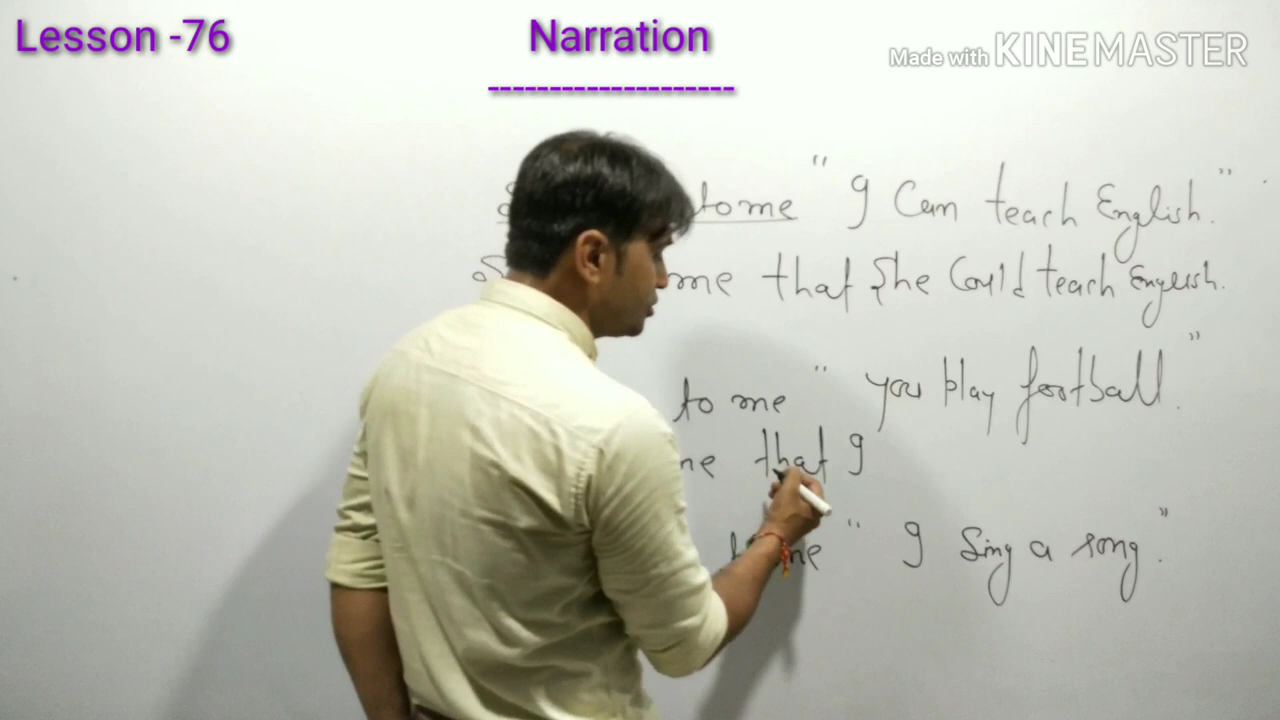 Lesson -76
Narration
Made with KINEMASTER
to me " I Can teach English. "
me that She Could teach English.
to me " you play football. "
me that I
me " I Sing a song. "